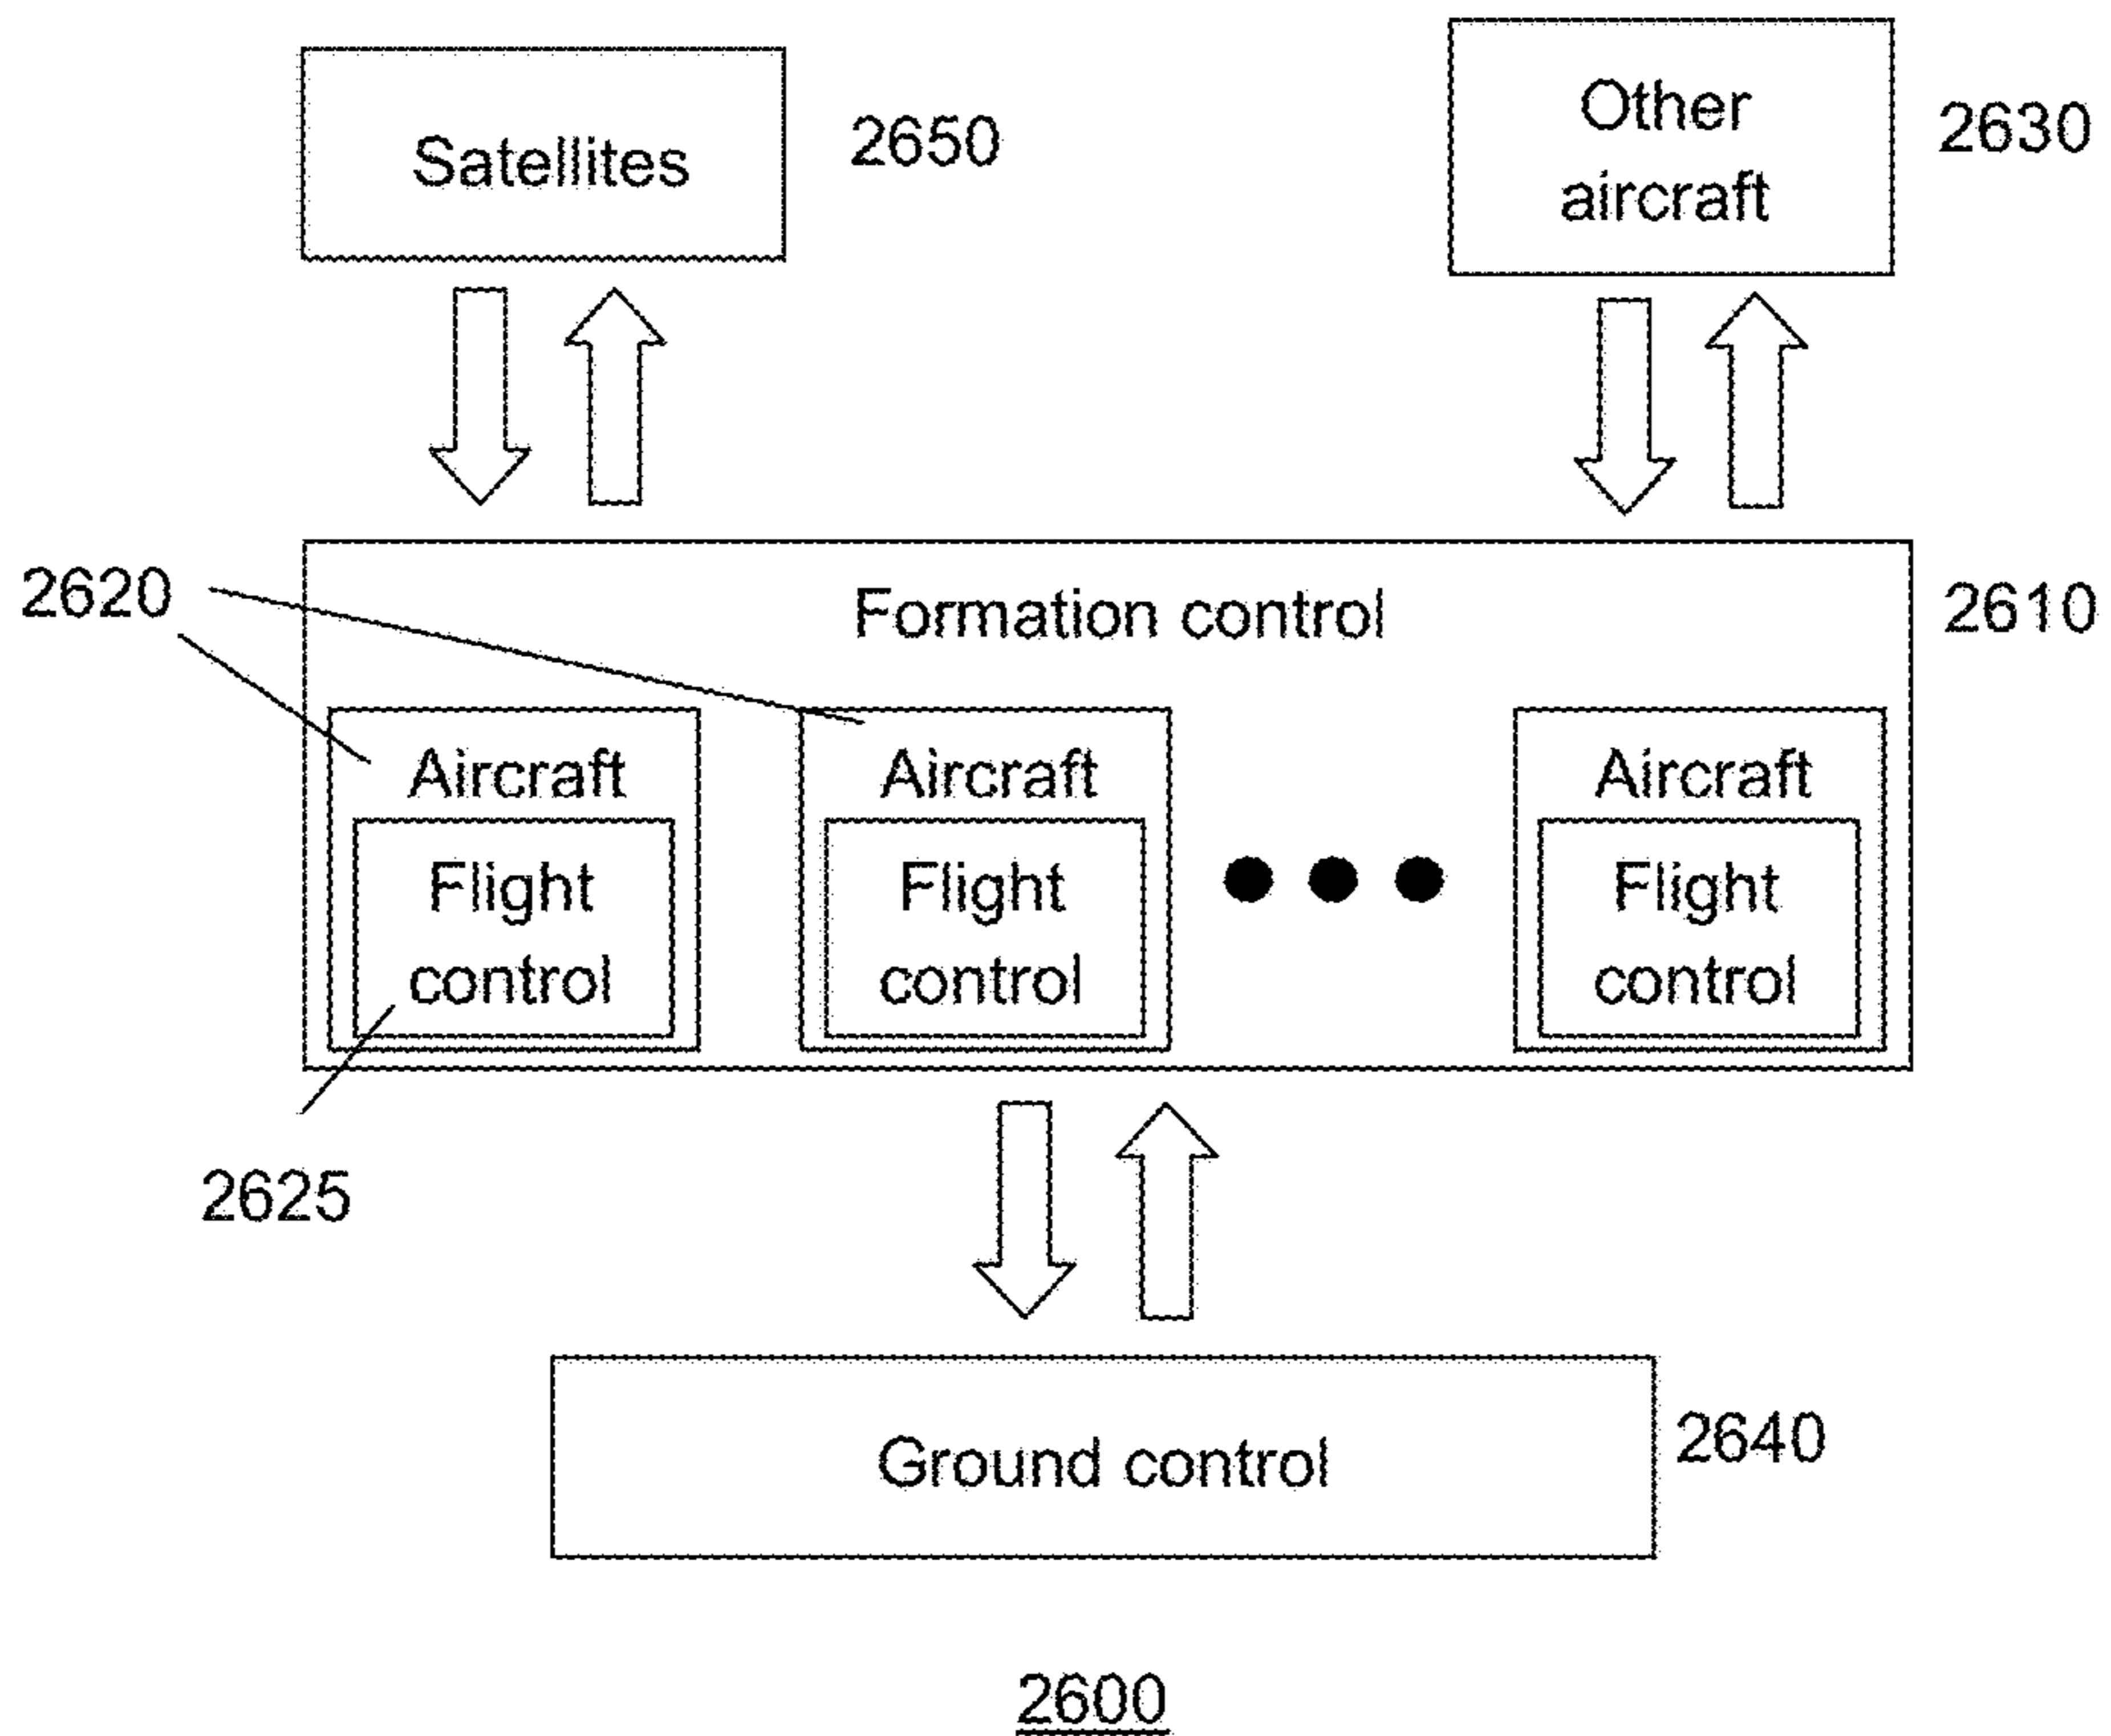 Satellites
2650
Other
aircraft
2630
2620
Formation control
2610
Aircraft
Flight
control
Aircraft
Flight
control
Aircraft
Flight
control
2625
Ground control
2640
2600